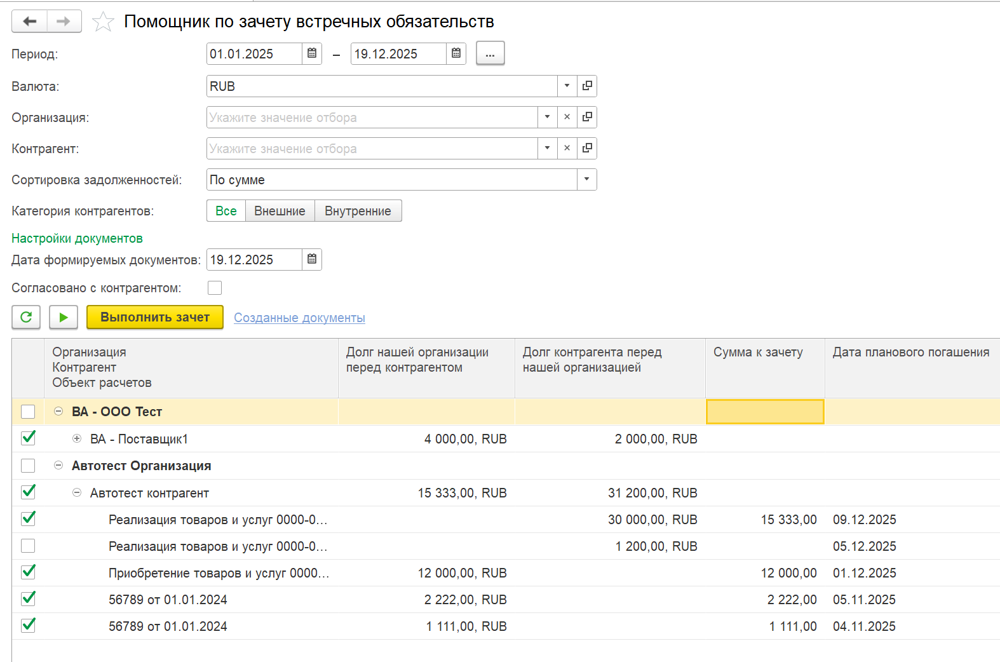 Помощник по зачету встречных обязательств
Период: 01.01.2025 – 19.12.2025 ...
Валюта: RUB
Организация: Укажите значение отбора
Контрагент: Укажите значение отбора
Сортировка задолженностей: По сумме
Категория контрагентов: Все Внешние Внутренние
Настройки документов
Дата формируемых документов: 19.12.2025
Согласовано с контрагентом:
Выполнить зачет Созданные документы
Организация Долг нашей организации Долг контрагента перед Сумма к зачету Дата планового погашения
Контрагент перед контрагентом нашей организацией
Объект расчетов
ВА - ООО Тест
ВА - Поставщик1 4 000,00, RUB 2 000,00, RUB
Автотест Организация
Автотест контрагент 15 333,00, RUB 31 200,00, RUB
Реализация товаров и услуг 0000-0... 30 000,00, RUB 15 333,00 09.12.2025
Реализация товаров и услуг 0000-0... 1 200,00, RUB 05.12.2025
Приобретение товаров и услуг 0000... 12 000,00, RUB 12 000,00 01.12.2025
56789 от 01.01.2024 2 222,00, RUB 2 222,00 05.11.2025
56789 от 01.01.2024 1 111,00, RUB 1 111,00 04.11.2025